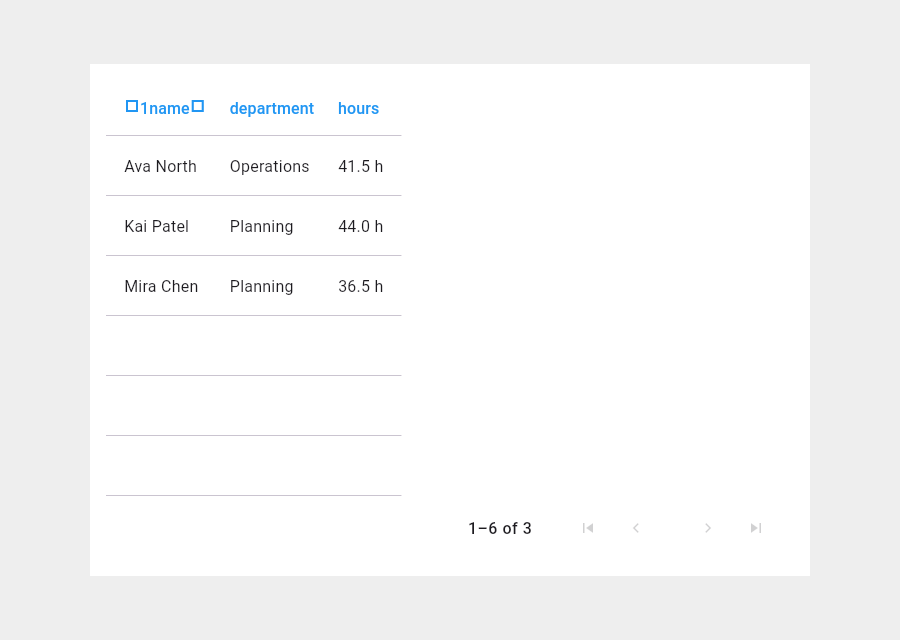 □1name□ department hours
Ava North Operations 41.5 h
Kai Patel Planning 44.0 h
Mira Chen Planning 36.5 h
1–6 of 3